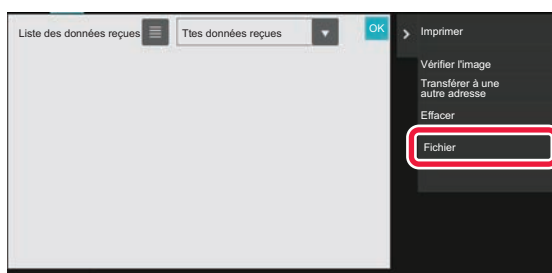 Liste des données reçues
Ttes données reçues
OK
Imprimer
Vérifier l'image
Transférer à une
autre adresse
Effacer
Fichier